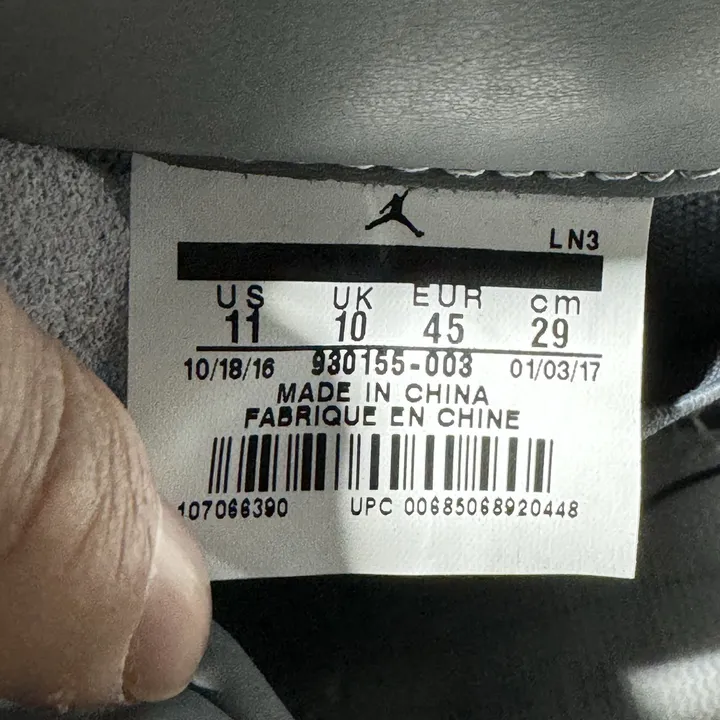 LN3
US UK EUR cm
11 10 45 29
10/18/16 930155-003 01/03/17
MADE IN CHINA
FABRIQUE EN CHINE
107066390 UPC 00685068920448